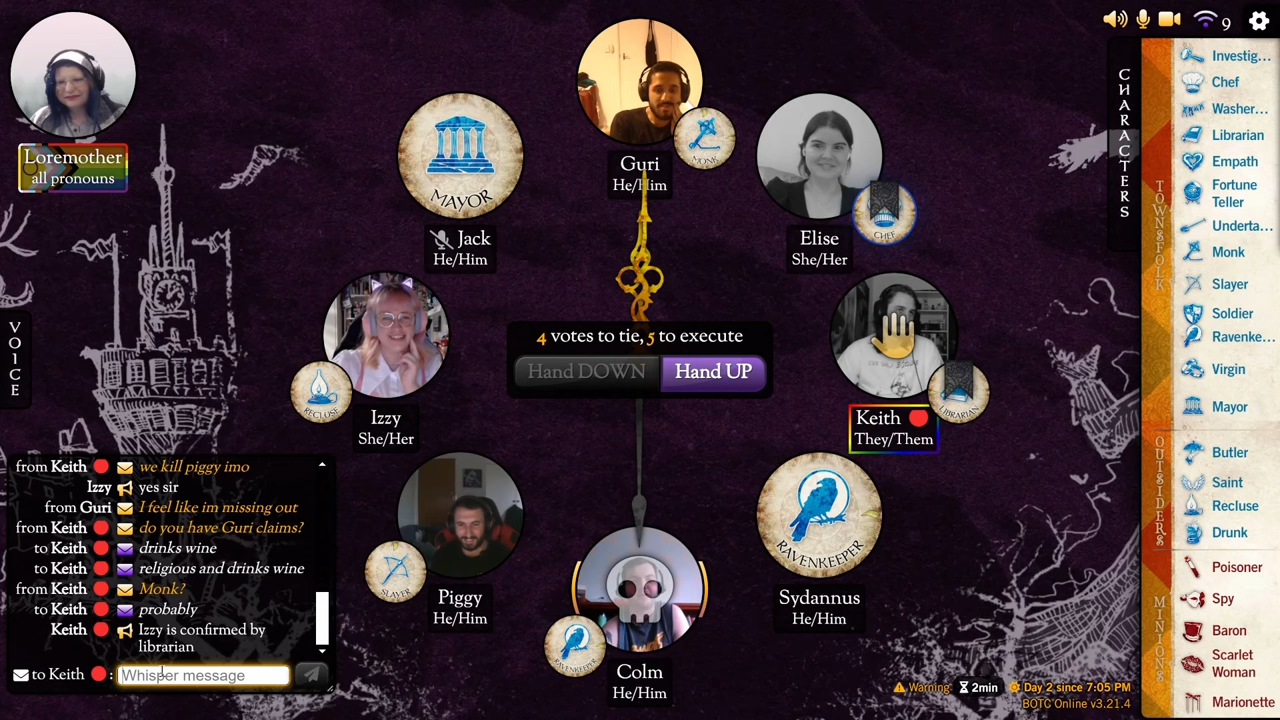 Loremother
all pronouns
VOICE
MAYOR
Jack
He/Him
Guri
He/Him
MONK
Elise
She/Her
CHEF
Izzy
She/Her
RECLUSE
4 votes to tie, 5 to execute
Hand DOWN
Hand UP
Keith
They/Them
LIBRARIAN
Piggy
He/Him
SLAYER
Colm
He/Him
RAVENKEEPER
RAVENKEEPER
Sydannus
He/Him
from Keith we kill piggy imo
Izzy yes sir
from Guri I feel like im missing out
from Keith do you have Guri claims?
to Keith drinks wine
to Keith religious and drinks wine
from Keith Monk?
to Keith probably
Keith Izzy is confirmed by
librarian
to Keith : Whisper message
Warning 2min Day 2 since 7:05 PM
BOTC Online v3.21.4
9
CHARACTERS
TOWNSFOLK
Investig...
Chef
Washer...
Librarian
Empath
Fortune
Teller
Underta...
Monk
Slayer
Soldier
Ravenke...
Virgin
Mayor
OUTSIDERS
Butler
Saint
Recluse
Drunk
MINIONS
Poisoner
Spy
Baron
Scarlet
Woman
Marionette